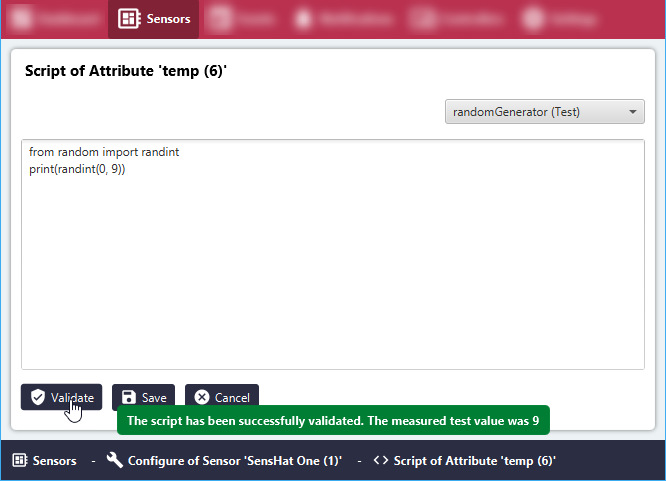 Sensors
Script of Attribute 'temp (6)'
randomGenerator (Test)
from random import randint
print(randint(0, 9))
Validate Save Cancel
The script has been successfully validated. The measured test value was 9
Sensors - Configure of Sensor 'SensHat One (1)' - Script of Attribute 'temp (6)'